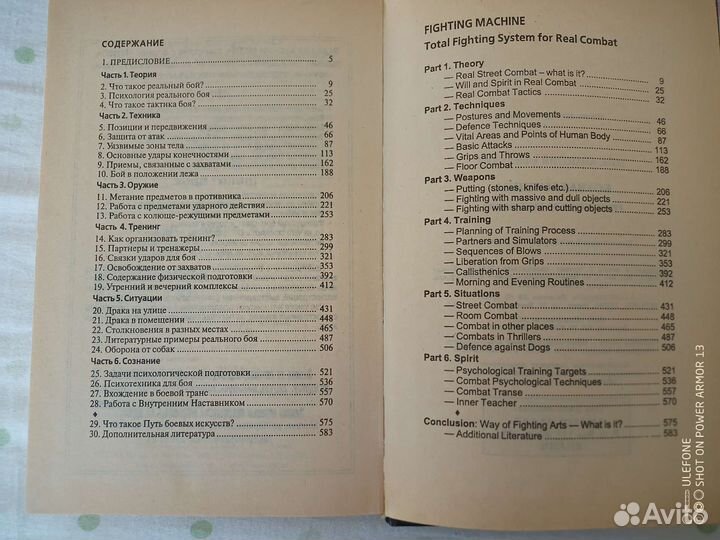 СОДЕРЖАНИЕ
1. ПРЕДИСЛОВИЕ 5
Часть 1. Теория
2. Что такое реальный бой? 9
3. Психология реального боя 25
4. Что такое тактика боя? 32
Часть 2. Техника
5. Позиции и передвижения 46
6. Защита от атак 66
7. Уязвимые зоны тела 87
8. Основные удары конечностями 113
9. Приемы, связанные с захватами 162
10. Бой в положении лежа 188
Часть 3. Оружие
11. Метание предметов в противника 206
12. Работа с предметами ударного действия 221
13. Работа с колюще-режущими предметами 253
Часть 4. Тренинг
14. Как организовать тренинг? 283
15. Партнеры и тренажеры 299
16. Связки ударов для боя 321
17. Освобождение от захватов 353
18. Содержание физической подготовки 392
19. Утренний и вечерний комплексы 412
Часть 5. Ситуации
20. Драка на улице 431
21. Драка в помещении 448
22. Столкновения в разных местах 465
23. Литературные примеры реального боя 487
24. Оборона от собак 506
Часть 6. Сознание
25. Задачи психологической подготовки 521
26. Психотехника для боя 536
27. Вхождение в боевой транс 557
28. Работа с Внутренним Наставником 570
♦
29. Что такое Путь боевых искусств? 575
30. Дополнительная литература 583
FIGHTING MACHINE
Total Fighting System for Real Combat
Part 1. Theory
— Real Street Combat – what is it? 9
— Will and Spirit in Real Combat 25
— Real Combat Tactics 32
Part 2. Techniques
— Postures and Movements 46
— Defence Techniques 66
— Vital Areas and Points of Human Body 87
— Basic Attacks 113
— Grips and Throws 162
— Floor Combat 188
Part 3. Weapons
— Putting (stones, knifes etc.) 206
— Fighting with massive and dull objects 221
— Fighting with sharp and cutting objects 253
Part 4. Training
— Planning of Training Process 283
— Partners and Simulators 299
— Sequences of Blows 321
— Liberation from Grips 353
— Callisthenics 392
— Morning and Evening Routines 412
Part 5. Situations
— Street Combat 431
— Room Combat 448
— Combat in other places 465
— Combats in Thrillers 487
— Defence against Dogs 506
Part 6. Spirit
— Psychological Training Targets 521
— Combat Psychological Techniques 536
— Combat Transe 557
— Inner Teacher 570
♦
Conclusion: Way of Fighting Arts — What is it? 575
— Additional Literature 583
ULEFONE
SHOT ON POWER ARMOR 13
Avito